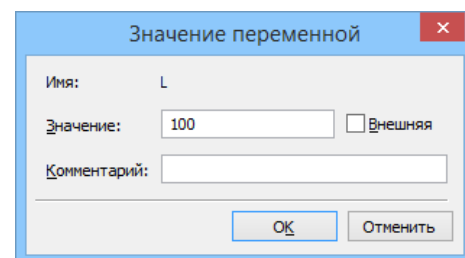 Значение переменной
Имя: L
Значение: 100 Внешняя
Комментарий:
OK Отменить